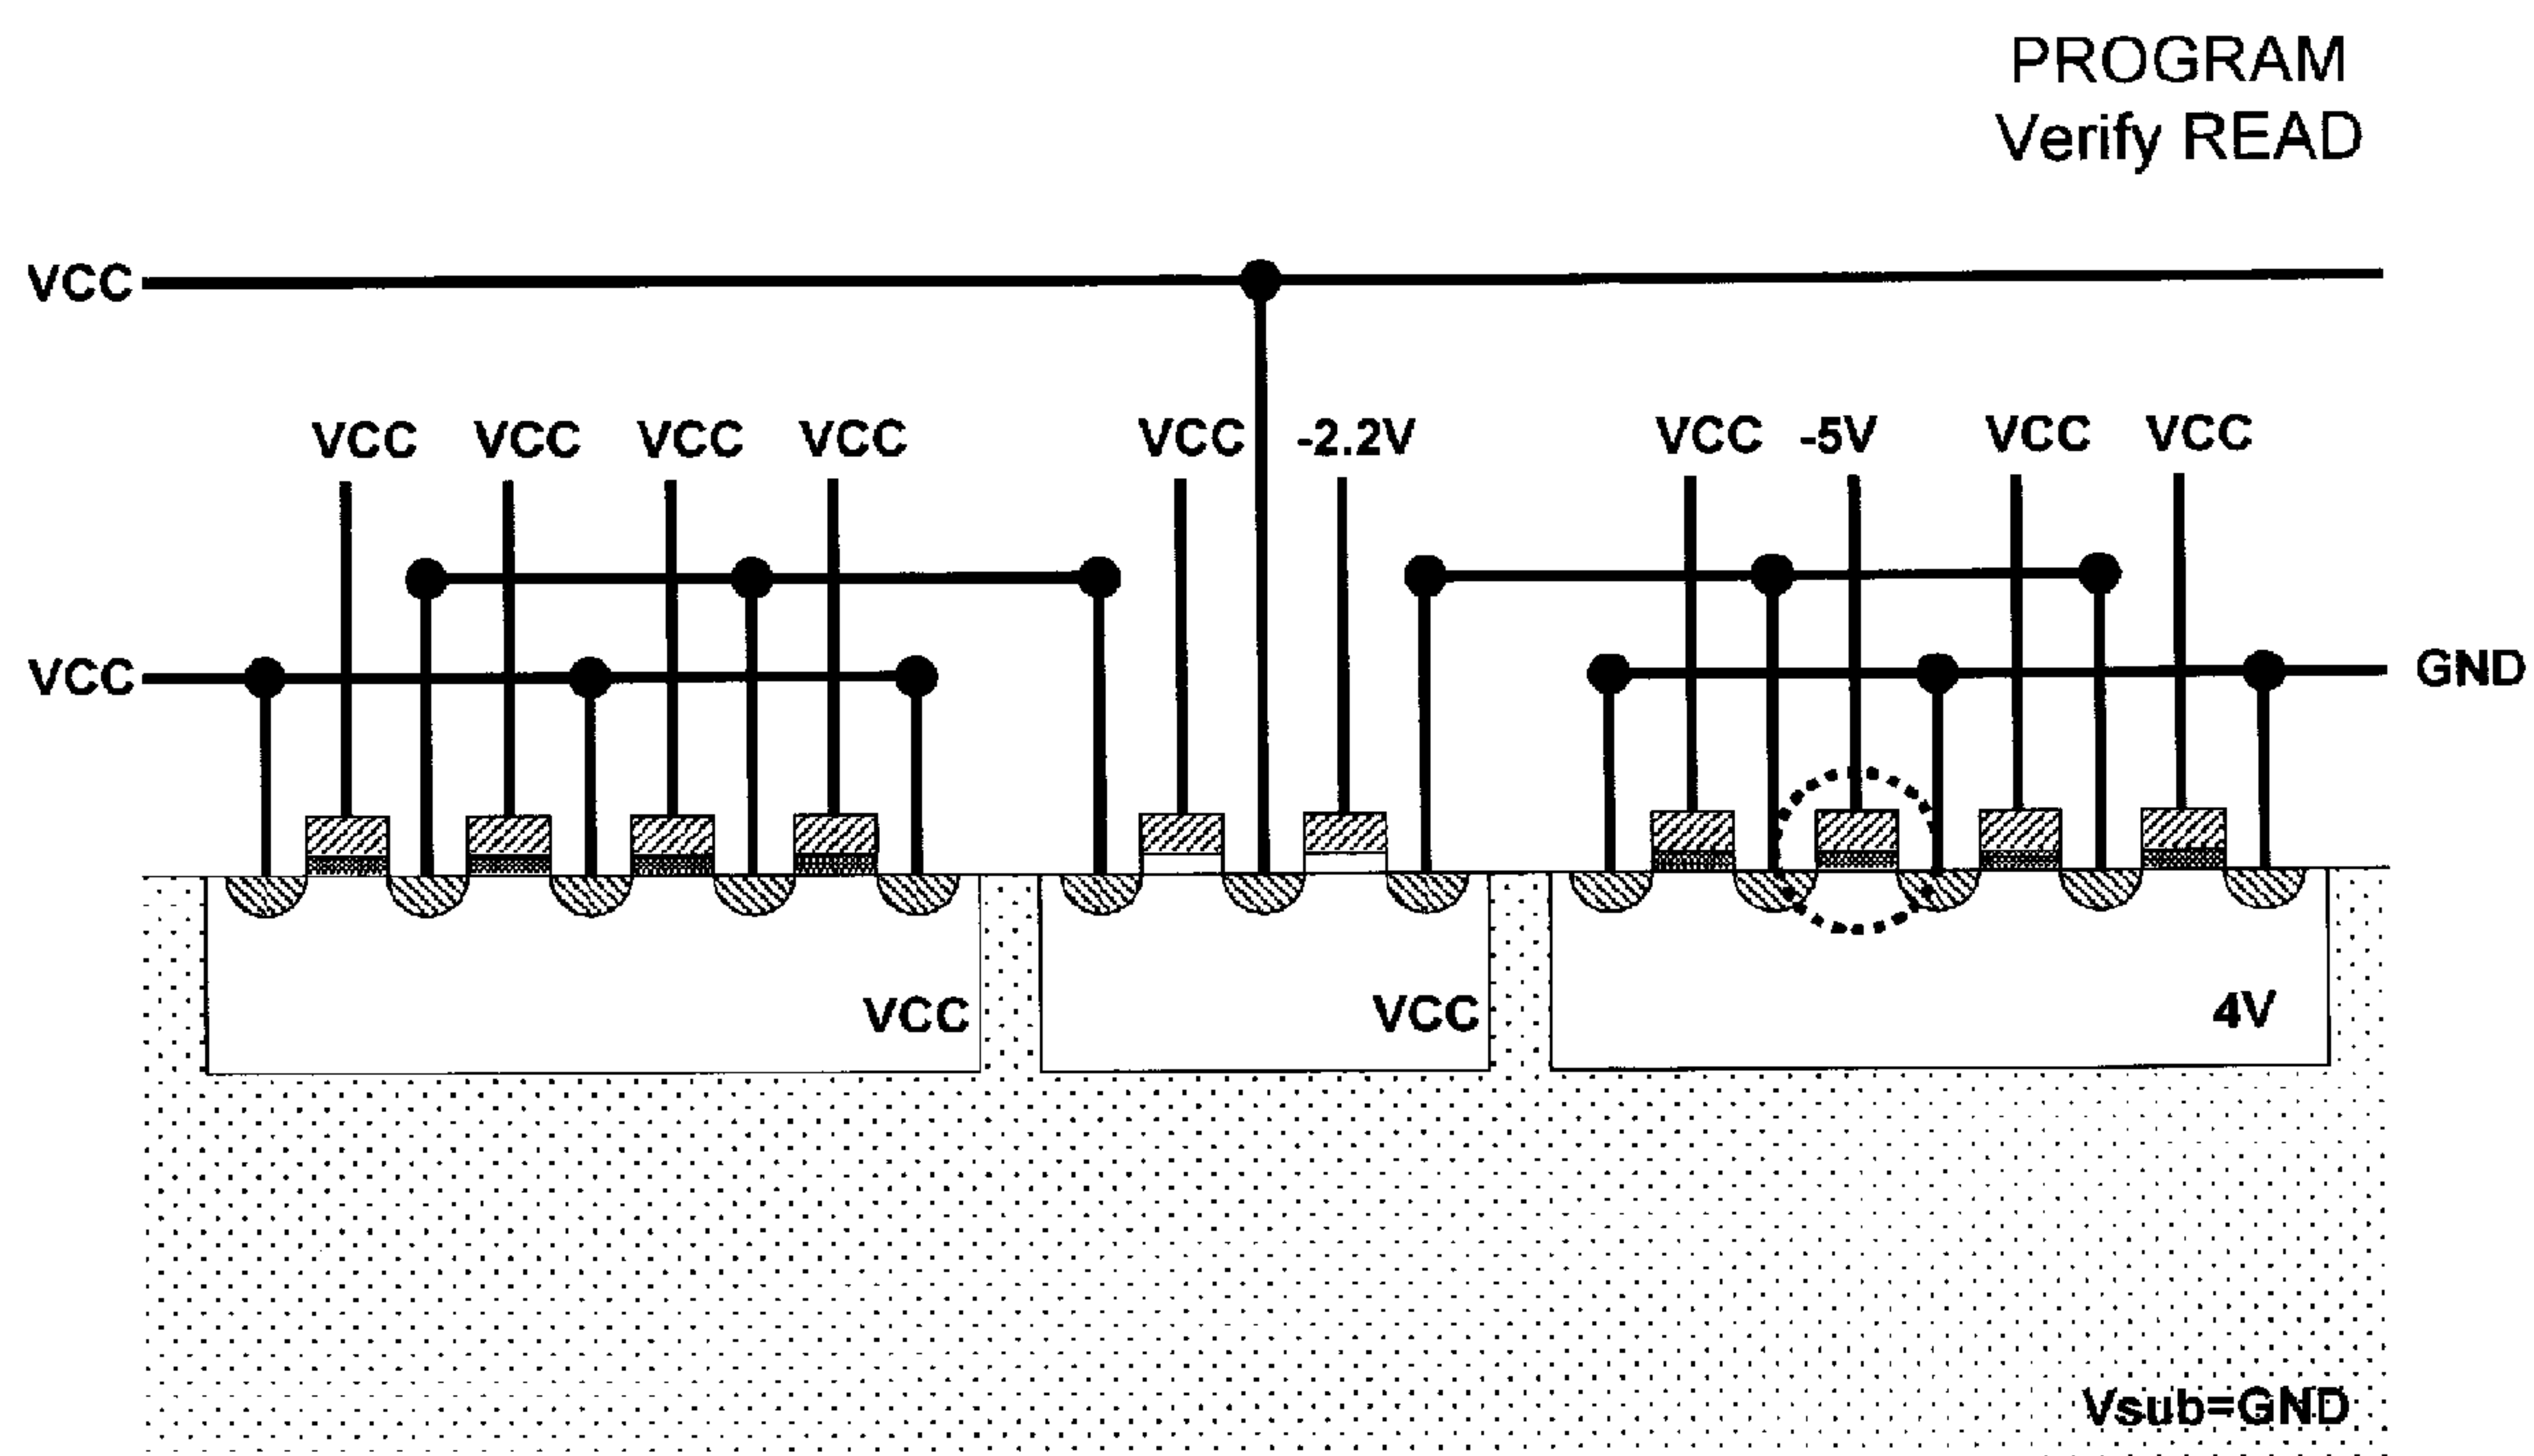 PROGRAM
Verify READ
VCC
VCC VCC VCC VCC VCC -2.2V VCC -5V VCC VCC
VCC GND
VCC VCC 4V
Vsub=GND